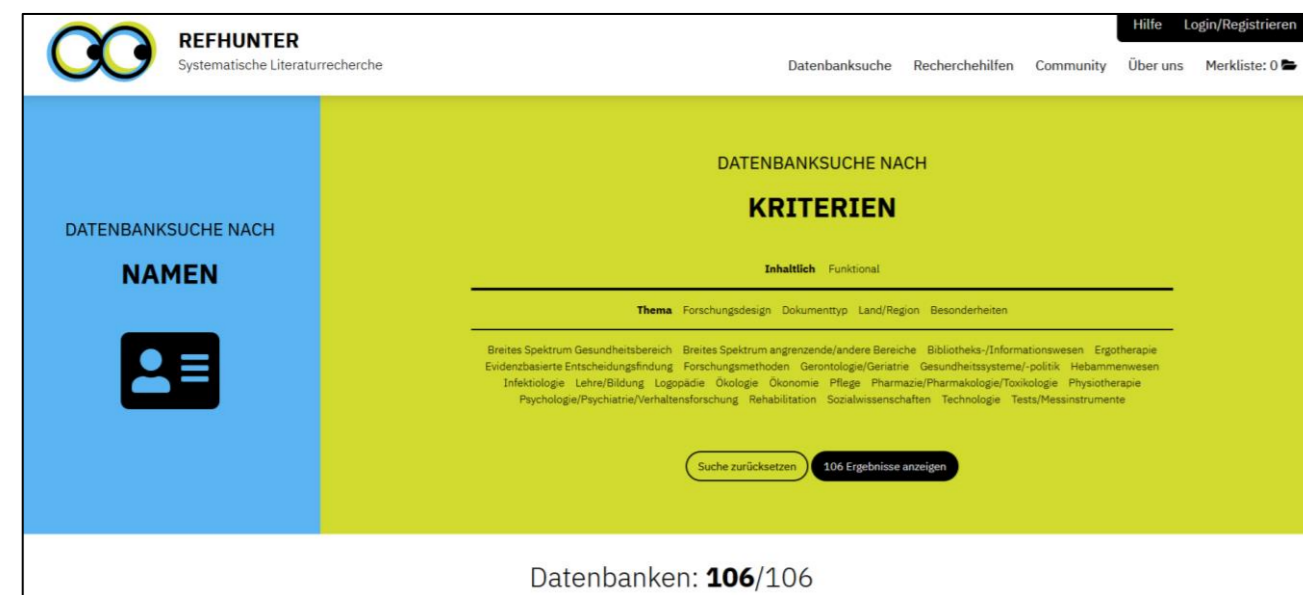 REFHUNTER
Systematische Literaturrecherche
Hilfe Login/Registrieren
Datenbanksuche Recherchehilfen Community Über uns Merkliste: 0
DATENBANKSUCHE NACH
NAMEN
DATENBANKSUCHE NACH
KRITERIEN
Inhaltlich Funktional
Thema Forschungsdesign Dokumenttyp Land/Region Besonderheiten
Breites Spektrum Gesundheitsbereich Breites Spektrum angrenzende/andere Bereiche Bibliotheks-/Informationswesen Ergotherapie
Evidenzbasierte Entscheidungsfindung Forschungsmethoden Gerontologie/Geriatrie Gesundheitssysteme/-politik Hebammenwesen
Infektiologie Lehre/Bildung Logopädie Ökologie Ökonomie Pflege Pharmazie/Pharmakologie/Toxikologie Physiotherapie
Psychologie/Psychiatrie/Verhaltensforschung Rehabilitation Sozialwissenschaften Technologie Tests/Messinstrumente
Suche zurücksetzen 106 Ergebnisse anzeigen
Datenbanken: 106/106